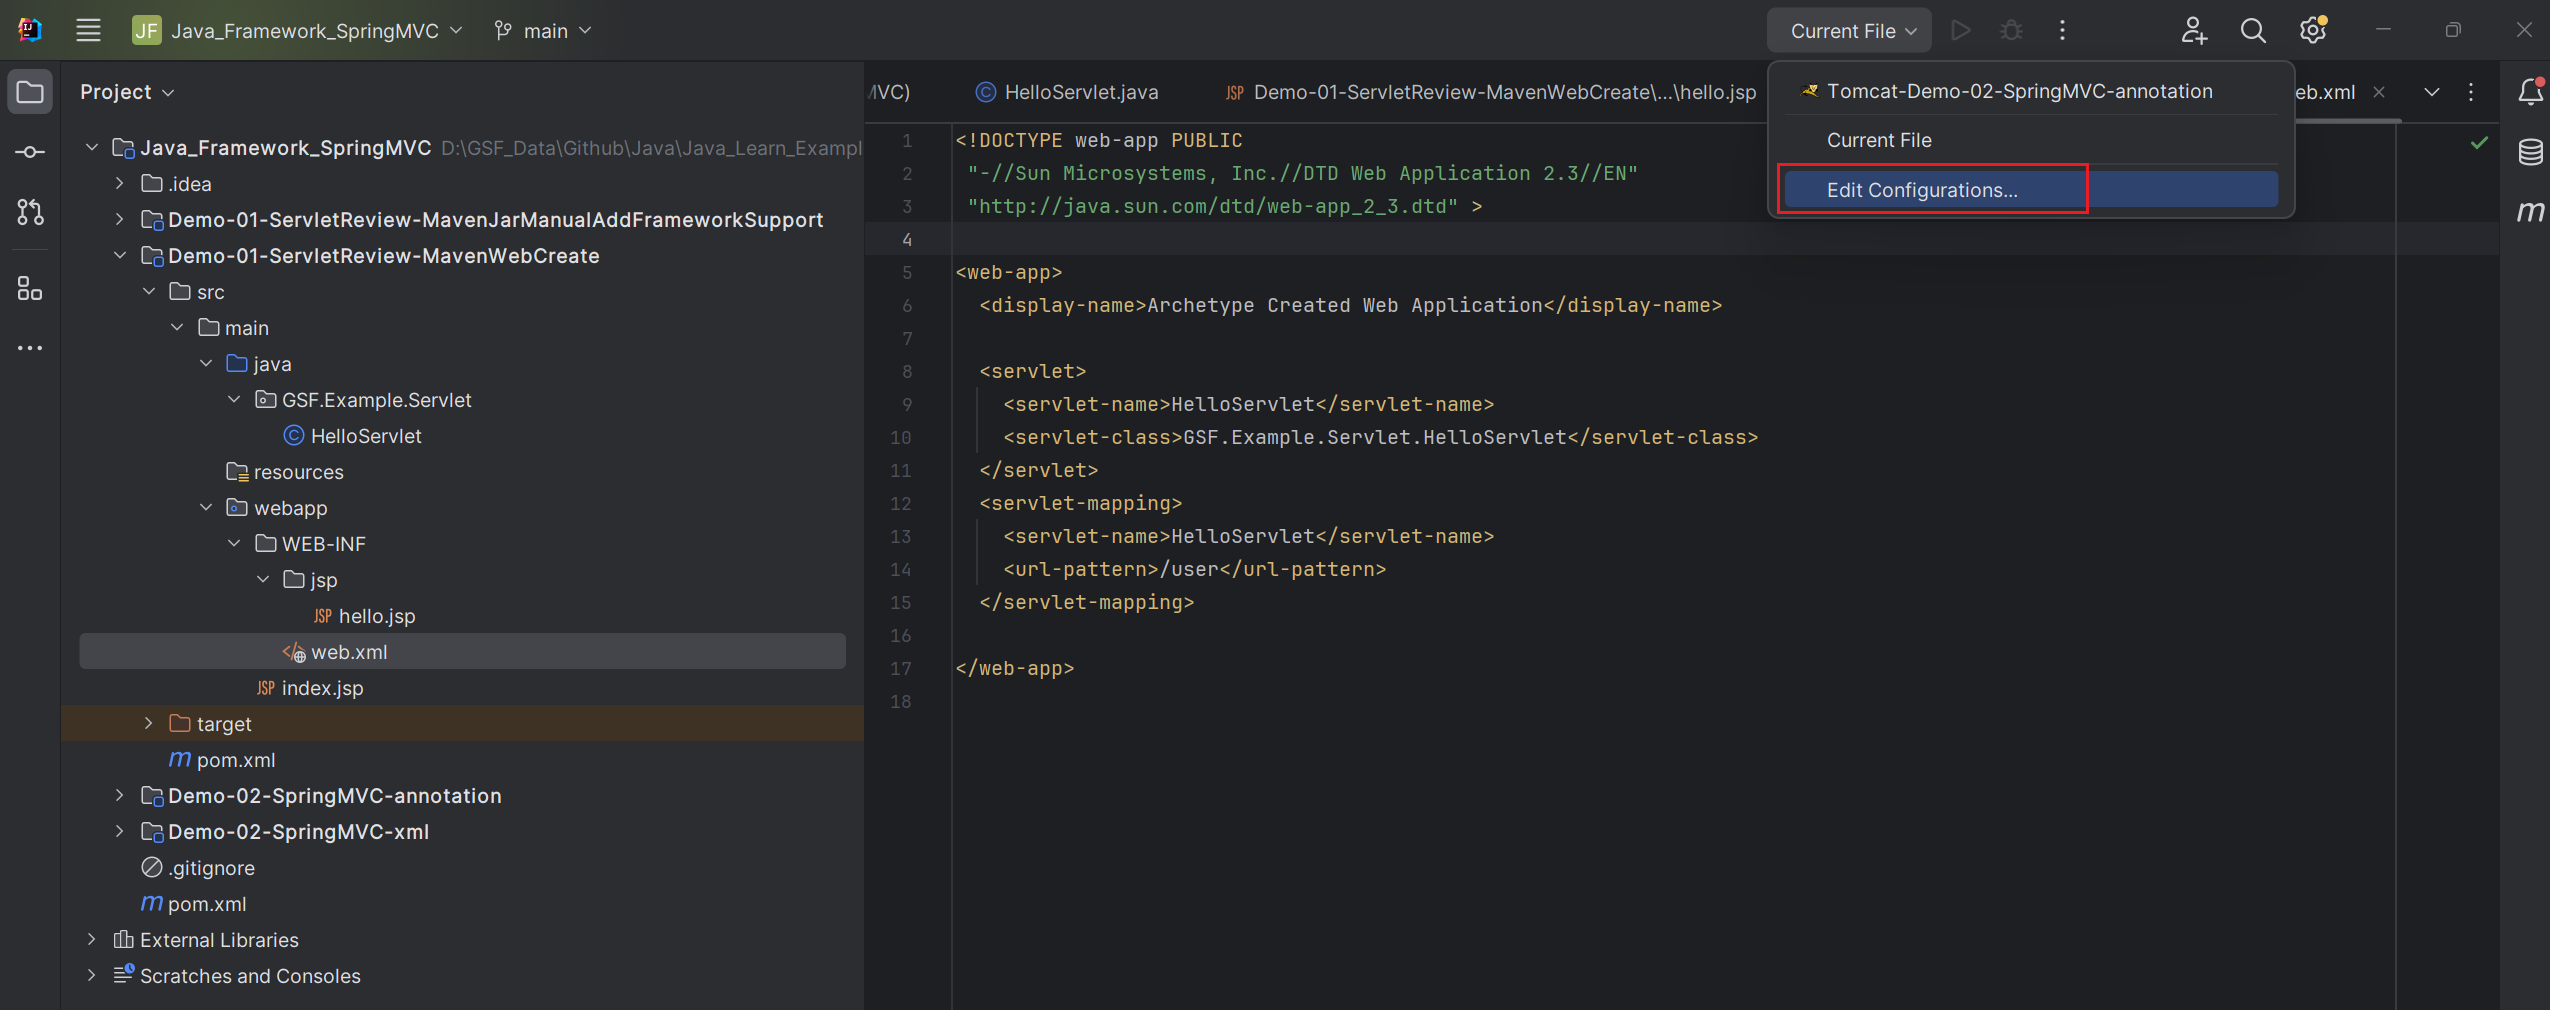 JF Java_Framework_SpringMVC main Current File
Project
Java_Framework_SpringMVC D:\GSF_Data\Github\Java\Java_Learn_Exampl
.idea
Demo-01-ServletReview-MavenJarManualAddFrameworkSupport
Demo-01-ServletReview-MavenWebCreate
src
main
java
GSF.Example.Servlet
HelloServlet
resources
webapp
WEB-INF
jsp
JSP hello.jsp
web.xml
JSP index.jsp
target
m pom.xml
Demo-02-SpringMVC-annotation
Demo-02-SpringMVC-xml
.gitignore
m pom.xml
External Libraries
Scratches and Consoles
MVC) HelloServlet.java JSP Demo-01-ServletReview-MavenWebCreate\...\hello.jsp eb.xml
Tomcat-Demo-02-SpringMVC-annotation
Current File
Edit Configurations...
1 <!DOCTYPE web-app PUBLIC
2 "-//Sun Microsystems, Inc.//DTD Web Application 2.3//EN"
3 "http://java.sun.com/dtd/web-app_2_3.dtd" >
4
5 <web-app>
6 <display-name>Archetype Created Web Application</display-name>
7
8 <servlet>
9 <servlet-name>HelloServlet</servlet-name>
10 <servlet-class>GSF.Example.Servlet.HelloServlet</servlet-class>
11 </servlet>
12 <servlet-mapping>
13 <servlet-name>HelloServlet</servlet-name>
14 <url-pattern>/user</url-pattern>
15 </servlet-mapping>
16
17 </web-app>
18
m